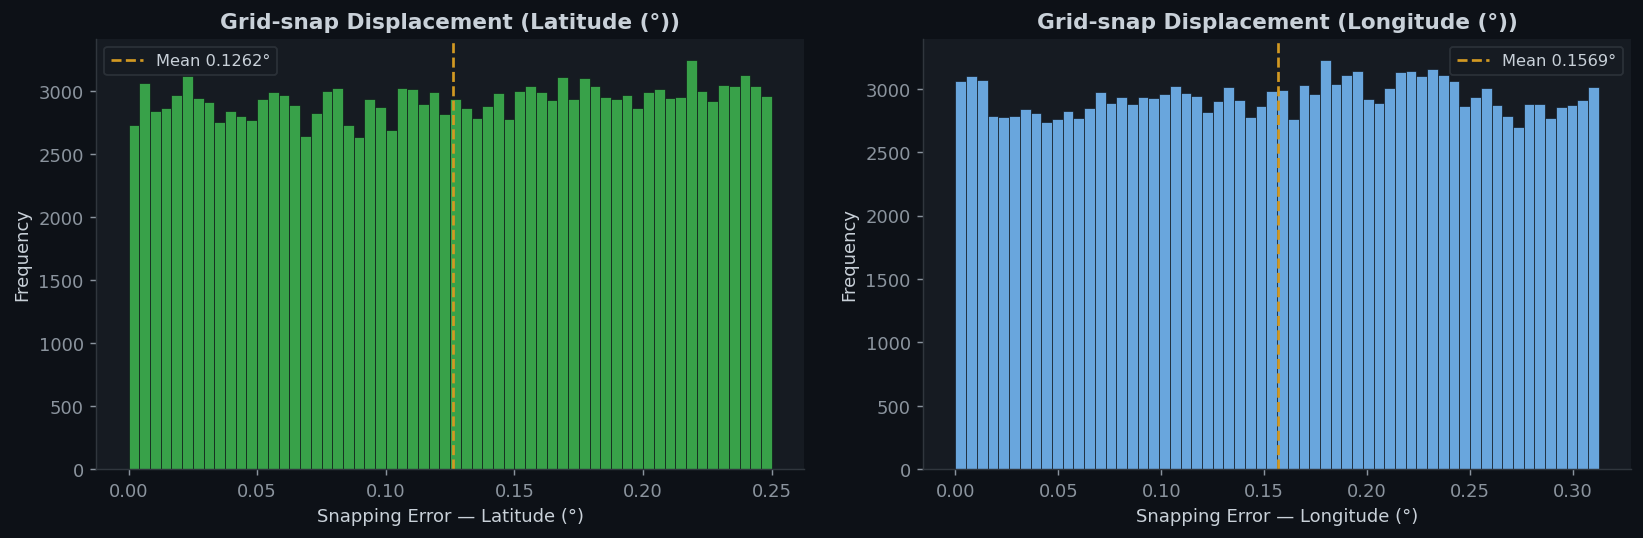 Grid-snap Displacement (Latitude (°))
Mean 0.1262°
3000
2500
2000
1500
1000
500
0
Frequency
0.00 0.05 0.10 0.15 0.20 0.25
Snapping Error — Latitude (°)
Grid-snap Displacement (Longitude (°))
Mean 0.1569°
3000
2500
2000
1500
1000
500
0
Frequency
0.00 0.05 0.10 0.15 0.20 0.25 0.30
Snapping Error — Longitude (°)